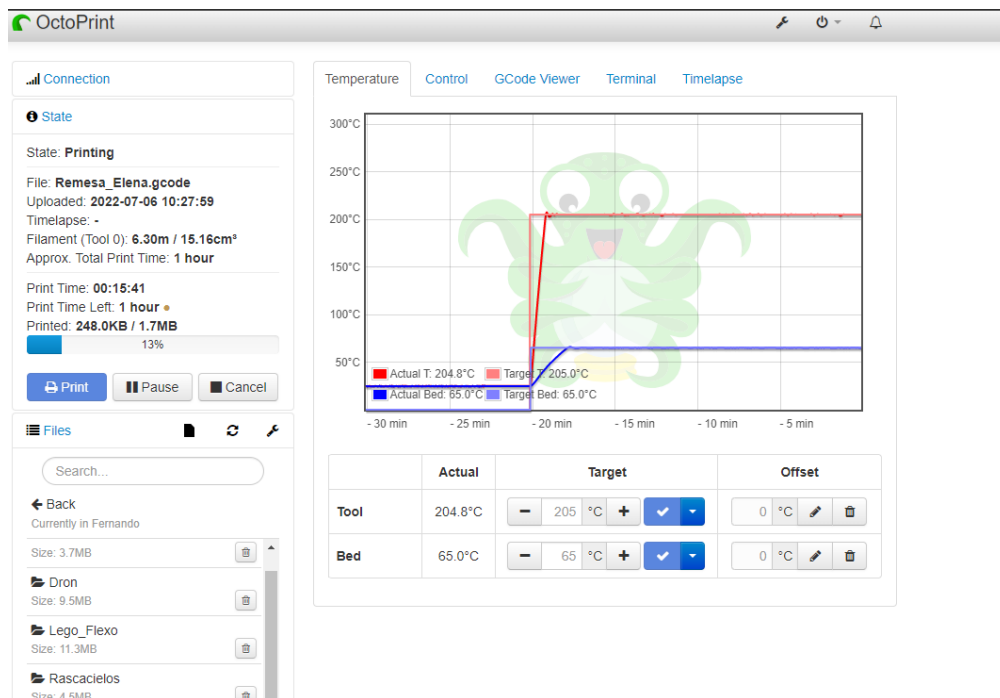 OctoPrint
Connection
State
State: Printing
File: Remesa_Elena.gcode
Uploaded: 2022-07-06 10:27:59
Timelapse: -
Filament (Tool 0): 6.30m / 15.16cm³
Approx. Total Print Time: 1 hour
Print Time: 00:15:41
Print Time Left: 1 hour
Printed: 248.0KB / 1.7MB
13%
Print Pause Cancel
Files
Search...
Back
Currently in Fernando
Size: 3.7MB
Dron
Size: 9.5MB
Lego_Flexo
Size: 11.3MB
Rascacielos
Size: 4.5MB
Temperature Control GCode Viewer Terminal Timelapse
300°C
250°C
200°C
150°C
100°C
50°C
Actual T: 204.8°C Target T: 205.0°C
Actual Bed: 65.0°C Target Bed: 65.0°C
- 30 min - 25 min - 20 min - 15 min - 10 min - 5 min
Actual Target Offset
Tool 204.8°C 205 °C 0 °C
Bed 65.0°C 65 °C 0 °C